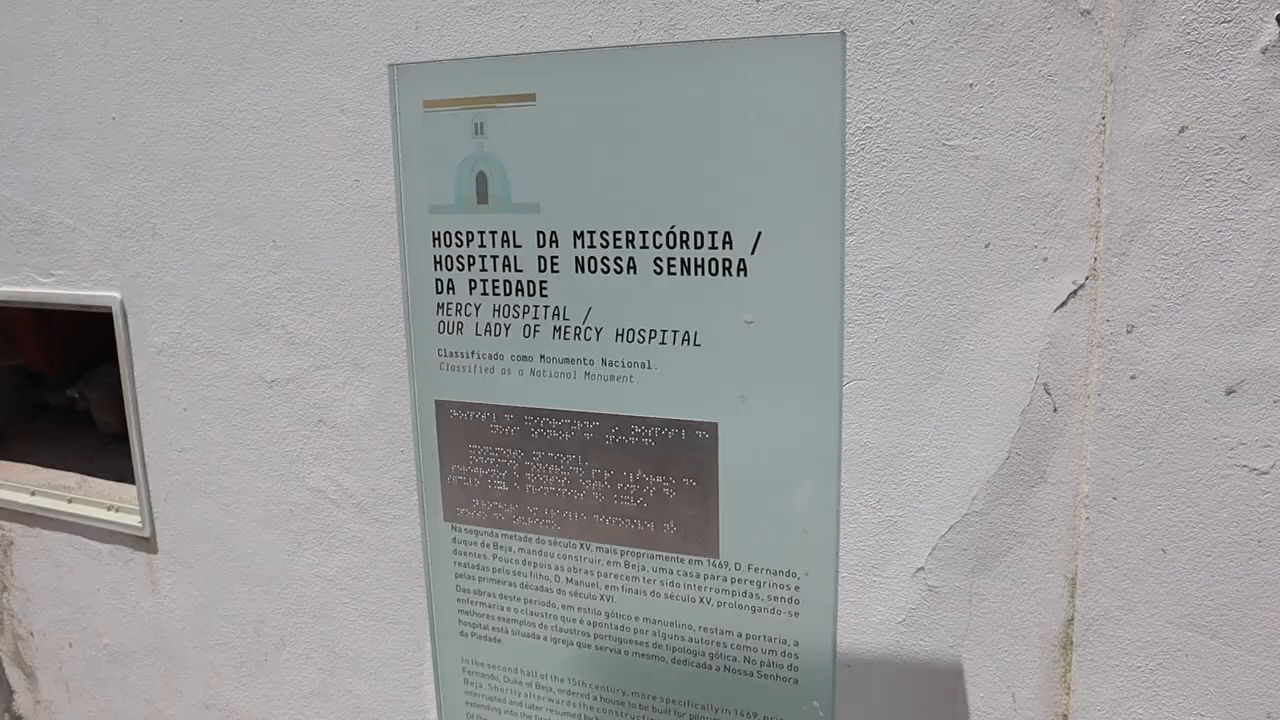 HOSPITAL DA MISERICÓRDIA /
HOSPITAL DE NOSSA SENHORA
DA PIEDADE
MERCY HOSPITAL /
OUR LADY OF MERCY HOSPITAL
Classificado como Monumento Nacional.
Classified as a National Monument.
Na segunda metade do século XV, mais propriamente em 1469, D. Fernando,
duque de Beja, mandou construir, em Beja, uma casa para peregrinos e
doentes. Pouco depois as obras parecem ter sido interrompidas, sendo
reatadas pelo seu filho, D. Manuel, em finais do século XV, prolongando-se
pelas primeiras décadas do século XVI.
Das obras deste período, em estilo gótico e manuelino, restam a portaria, a
enfermaria e o claustro que é apontado por alguns autores como um dos
melhores exemplos de claustros portugueses de tipologia gótica. No pátio do
hospital está situada a igreja que servia o mesmo, dedicada a Nossa Senhora
da Piedade.
In the second half of the 15th century, more specifically in 1469,
Fernando, Duke of Beja, ordered a house to be built for
Beja. Shortly afterwards the
interrupted and later resumed by
extending into the
Of the